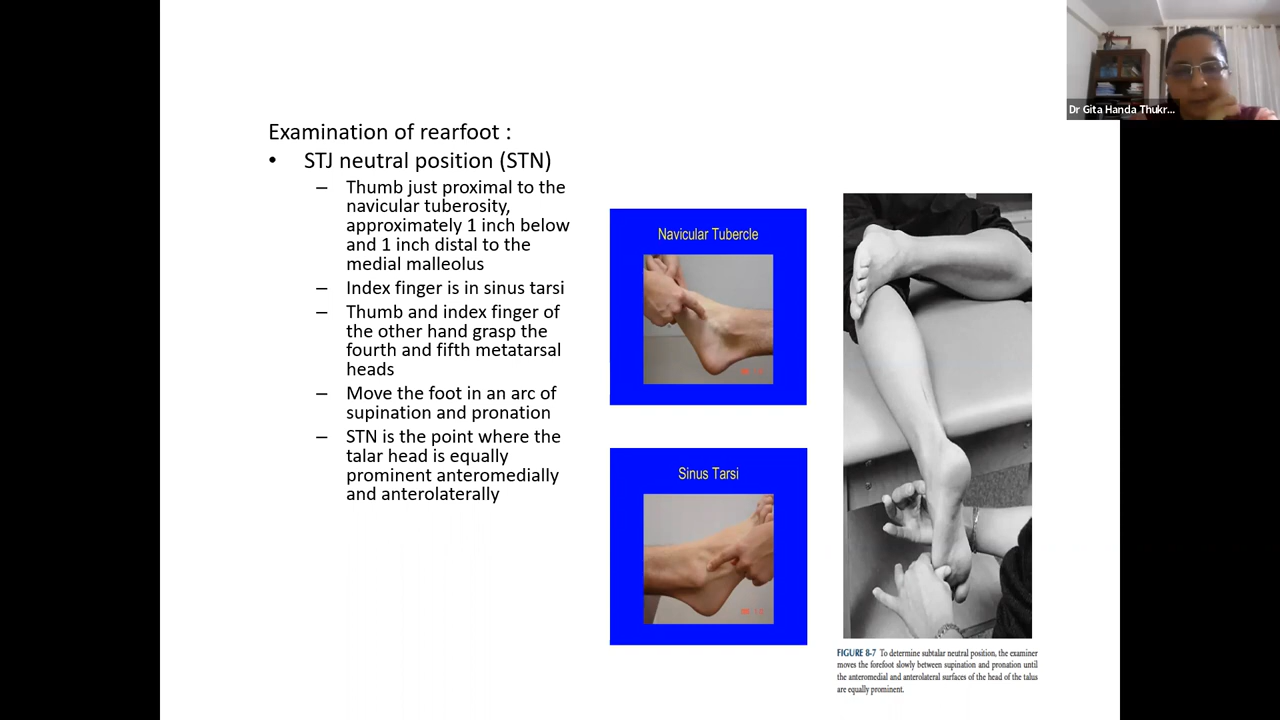 Dr Gita Handa Thukr...
Examination of rearfoot :
• STJ neutral position (STN)
– Thumb just proximal to the
navicular tuberosity,
approximately 1 inch below
and 1 inch distal to the
medial malleolus
– Index finger is in sinus tarsi
– Thumb and index finger of
the other hand grasp the
fourth and fifth metatarsal
heads
– Move the foot in an arc of
supination and pronation
– STN is the point where the
talar head is equally
prominent anteromedially
and anterolaterally
Navicular Tubercle
Sinus Tarsi
FIGURE 8-7 To determine subtalar neutral position, the examiner
moves the forefoot slowly between supination and pronation until
the anteromedial and anterolateral surfaces of the head of the talus
are equally prominent.